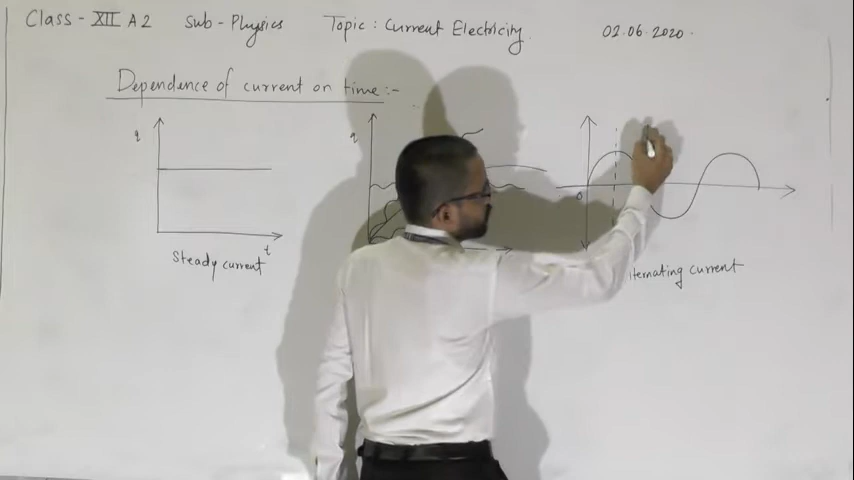 Class - XII A2 Sub - Physics Topic : Current Electricity 02.06.2020.
Dependence of current on time :-
q
q
0
t
Steady current
lternating current